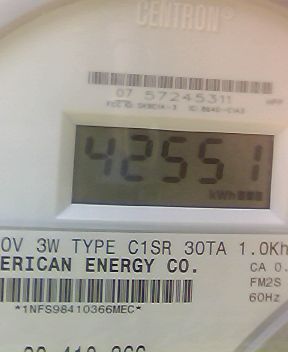 CENTRON®
07 57245311
42551
kWh
0V 3W TYPE C1SR 30TA 1.0Kh
ERICAN ENERGY CO.
CA 0.
FM2S
60Hz
*1NFS98410366MEC*